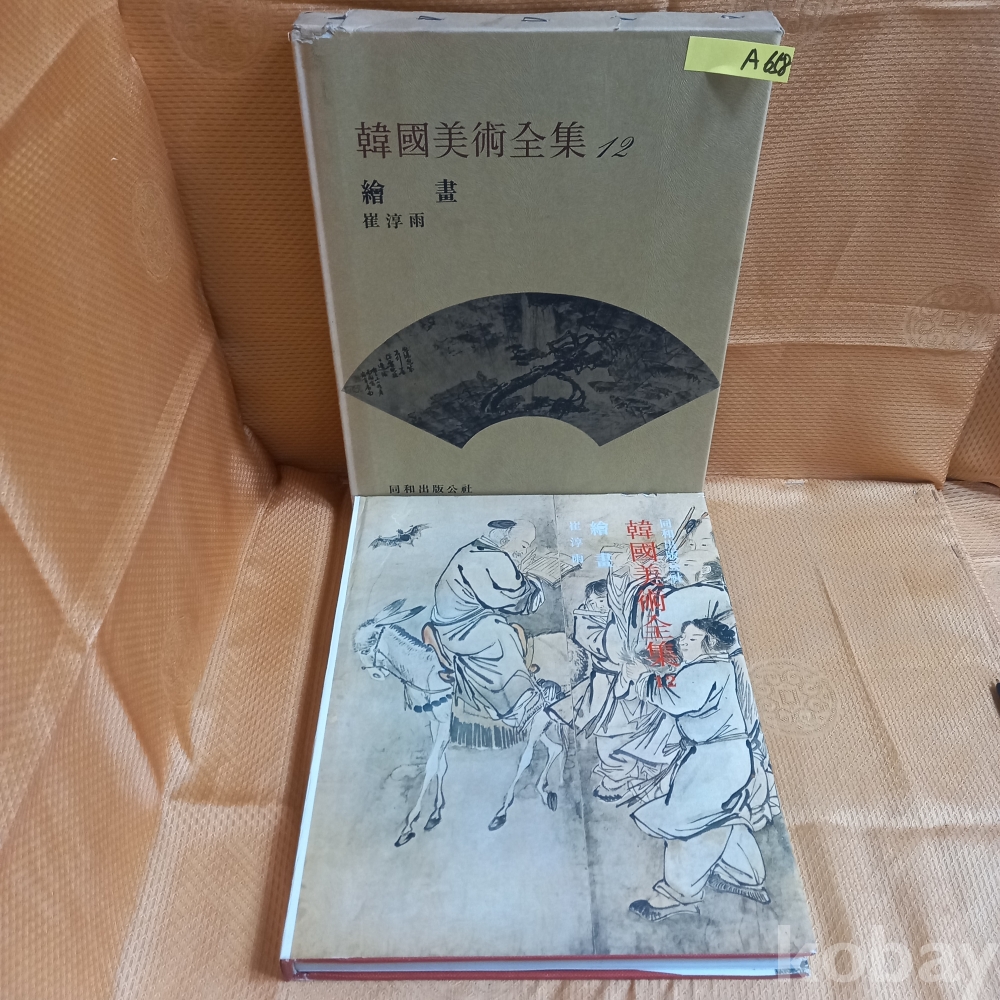 A 658
韓國美術全集 12
繪 畫
崔淳雨
同和出版公社
韓國美術全集 12
繪 畫
崔淳雨
kobay